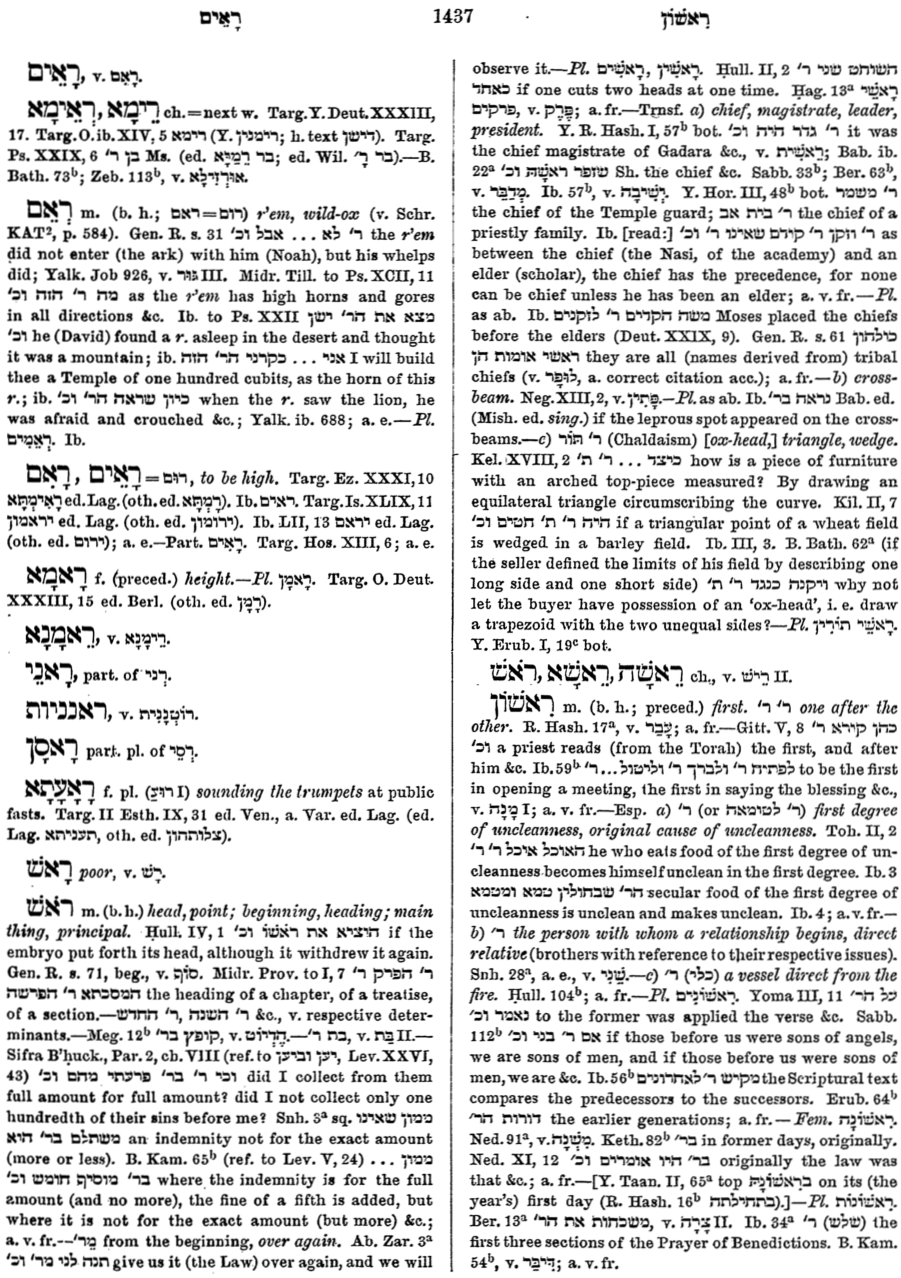 רָאֵים 1437 רִאשׁוֹן
רָאֵים, v. רְאֵם.
רֵימָא, רְאֵימָא ch.=next w. Targ. Y. Deut. XXXIII,
17. Targ. O. ib. XIV, 5 רימא (Y. רימנין; h. text דישן). Targ.
Ps. XXIX, 6 בן ר׳ Ms. (ed. בר רַמַיָּא; ed. Wil. בר רָ׳).—B.
Bath. 73b; Zeb. 113b, v. אוּרְזִילָא.
רְאֵם m. (b. h.; רום=ראם) r'em, wild-ox (v. Schr.
KAT², p. 584). Gen. R. s. 31 ר׳ לא ... אבל וכ׳ the r'em
did not enter (the ark) with him (Noah), but his whelps
did; Yalk. Job 926, v. גּוּר III. Midr. Till. to Ps. XCII, 11
מה ר׳ הזה וכ׳ as the r'em has high horns and gores
in all directions &c. Ib. to Ps. XXII מצא את הר׳ ישן
וכ׳ he (David) found a r. asleep in the desert and thought
it was a mountain; ib. אני ... כקרני הר׳ הזה I will build
thee a Temple of one hundred cubits, as the horn of this
r.; ib. כיון שראה הר׳ וכ׳ when the r. saw the lion, he
was afraid and crouched &c.; Yalk. ib. 688; a. e.—Pl.
רְאֵמִים. Ib.
רָאֵים, רָאֵם=רוּם, to be high. Targ. Ez. XXXI, 10
רָאֵימְתָּא ed. Lag. (oth. ed. רָמְתָּא). Ib. ראים. Targ. Is. XLIX, 11
יראמון ed. Lag. (oth. ed. ירומון). Ib. LII, 13 יראם ed. Lag.
(oth. ed. ירום); a. e.—Part. רָאֵים. Targ. Hos. XIII, 6; a. e.
רָאמָא f. (preced.) height.—Pl. רָאמָן. Targ. O. Deut.
XXXIII, 15 ed. Berl. (oth. ed. רָמָן).
רֵאמָנָא, v. רֵימָנָא.
רָאנֵי, part. of רני.
ראנניות, v. רוֹטְנָנִית.
רָאסָן part. pl. of רְסֵי.
רָאָעָתָא f. pl. (רוּעַ I) sounding the trumpets at public
fasts. Targ. II Esth. IX, 31 ed. Ven., a. Var. ed. Lag. (ed.
Lag. תעניתא, oth. ed. צלותהון).
רָאשׁ poor, v. רָשׁ.
רֹאשׁ m. (b. h.) head, point; beginning, heading; main
thing, principal. Ḥull. IV, 1 הוציא את ראשו וכ׳ if the
embryo put forth its head, although it withdrew it again.
Gen. R. s. 71, beg., v. סוֹף. Midr. Prov. to I, 7 ר׳ הפרק ר׳
המסכתא ר׳ הפרשה the heading of a chapter, of a treatise,
of a section.—ר׳ השנה, ר׳ החדש &c., v. respective deter-
minants.—Meg. 12b קופץ בר׳, v. הֶדְיוֹט.—בת ר׳, v. בַּת II.—
Sifra B'ḥuck., Par. 2, ch. VIII (ref. to יען וביען, Lev. XXVI,
43) וכי ר׳ בר׳ פרעתי מהם וכ׳ did I collect from them
full amount for full amount? did I not collect only one
hundredth of their sins before me? Snh. 3a sq. ממון שאינו
משתלם בר׳ הוא an indemnity not for the exact amount
(more or less). B. Kam. 65b (ref. to Lev. V, 24) ... ממון
בר׳ מוסיף חומש וכ׳ where the indemnity is for the full
amount (and no more), the fine of a fifth is added, but
where it is not for the exact amount (but more) &c.;
a. v. fr.—מֵר׳ from the beginning, over again. Ab. Zar. 3a
תנה לנו מר׳ וכ׳ give us it (the Law) over again, and we will
observe it.—Pl. רָאשִׁין, רָאשִׁים. Ḥull. II, 2 השוחט שני ר׳
כאחד if one cuts two heads at one time. Hag. 13a רָאשֵׁי
פרקים, v. פֶּרֶק; a. fr.—Trnsf. a) chief, magistrate, leader,
president. Y. R. Hash. I, 57b bot. ר׳ גדר היה וכ׳ it was
the chief magistrate of Gadara &c., v. רֵאשִׁית; Bab. ib.
22a שזפר ראשָׁהּ וכ׳ Sh. the chief &c. Sabb. 33b; Ber. 63b,
v. מְדַבֵּר. Ib. 57b, v. יְשִׁיבָה. Y. Hor. III, 48b bot. ר׳ משמר
the chief of the Temple guard; ר׳ בית אב the chief of a
priestly family. Ib. [read:] ר׳ וזקן ר׳ קודם שאינו ר׳ וכ׳ as
between the chief (the Nasi, of the academy) and an
elder (scholar), the chief has the precedence, for none
can be chief unless he has been an elder; a. v. fr.—Pl.
as ab. Ib. משה הקדים ר׳ לזקנים Moses placed the chiefs
before the elders (Deut. XXIX, 9). Gen. R. s. 61 כולהון
ראשי אומות הן they are all (names derived from) tribal
chiefs (v. לוּפָר, a. correct citation acc.); a. fr.—b) cross-
beam. Neg. XIII, 2, v. פָּתִין.—Pl. as ab. Ib. נראה בר׳ Bab. ed.
(Mish. ed. sing.) if the leprous spot appeared on the cross-
beams.—c) ר׳ תּוֹר (Chaldaism) [ox-head,] triangle, wedge.
Kel. XVIII, 2 כיצד ... ר׳ ת׳ how is a piece of furniture
with an arched top-piece measured? By drawing an
equilateral triangle circumscribing the curve. Kil. II, 7
היה ר׳ ת׳ חטים וכ׳ if a triangular point of a wheat field
is wedged in a barley field. Ib. III, 3. B. Bath. 62a (if
the seller defined the limits of his field by describing one
long side and one short side) ויקנה כנגד ר׳ ת׳ why not
let the buyer have possession of an 'ox-head', i. e. draw
a trapezoid with the two unequal sides?—Pl. רָאשֵׁי תוֹרִין.
Y. Erub. I, 19c bot.
רֵאשָׁה, רֵאשָׁא, רֹאשׁ ch., v. רֵישׁ II.
רִאשׁוֹן m. (b. h.; preced.) first. ר׳ ר׳ one after the
other. R. Hash. 17a, v. עָבַר; a. fr.—Gitt. V, 8 כהן קורא ר׳
וכ׳ a priest reads (from the Torah) the first, and after
him &c. Ib. 59b לפתיח ר׳ ולברך ר׳ וליטול...ר׳ to be the first
in opening a meeting, the first in saying the blessing &c.,
v. מָנָה I; a. v. fr.—Esp. a) ר׳ (or ר׳ לטומאה) first degree
of uncleanness, original cause of uncleanness. Toh. II, 2
האוכל אוכל ר׳ ר׳ he who eats food of the first degree of un-
cleanness becomes himself unclean in the first degree. Ib. 3
הר׳ שבחולין טמא ומטמא secular food of the first degree of
uncleanness is unclean and makes unclean. Ib. 4; a. v. fr.—
b) ר׳ the person with whom a relationship begins, direct
relative (brothers with reference to their respective issues).
Snh. 28a, a. e., v. שֵׁנִי.—c) ר׳ (כלי) a vessel direct from the
fire. Ḥull. 104b; a. fr.—Pl. רִאשׁוֹנִים. Yoma III, 11 על הר׳
נאמר וכ׳ to the former was applied the verse &c. Sabb.
112b אם ר׳ בני וכ׳ if those before us were sons of angels,
we are sons of men, and if those before us were sons of
men, we are &c. Ib. 56b מקיש ר׳ לאחרונים the Scriptural text
compares the predecessors to the successors. Erub. 64b
דורות הר׳ the earlier generations; a. fr.—Fem. רִאשׁוֹנָה.
Ned. 91a, v. מִשְׁנָה. Keth. 82b בר׳ in former days, originally.
Ned. XI, 12 בר׳ היו אומרים וכ׳ originally the law was
that &c.; a. fr.—[Y. Taan. II, 65a top בראשונָהּ on its (the
year's) first day (R. Hash. 16b בתחילתה).]—Pl. רִאשׁוֹנוֹת.
Ber. 13a משכחות את הר׳, v. צָרָה II. Ib. 34a ר׳ (שלש) the
first three sections of the Prayer of Benedictions. B. Kam.
54b, v. דִּיבֵּר; a. v. fr.